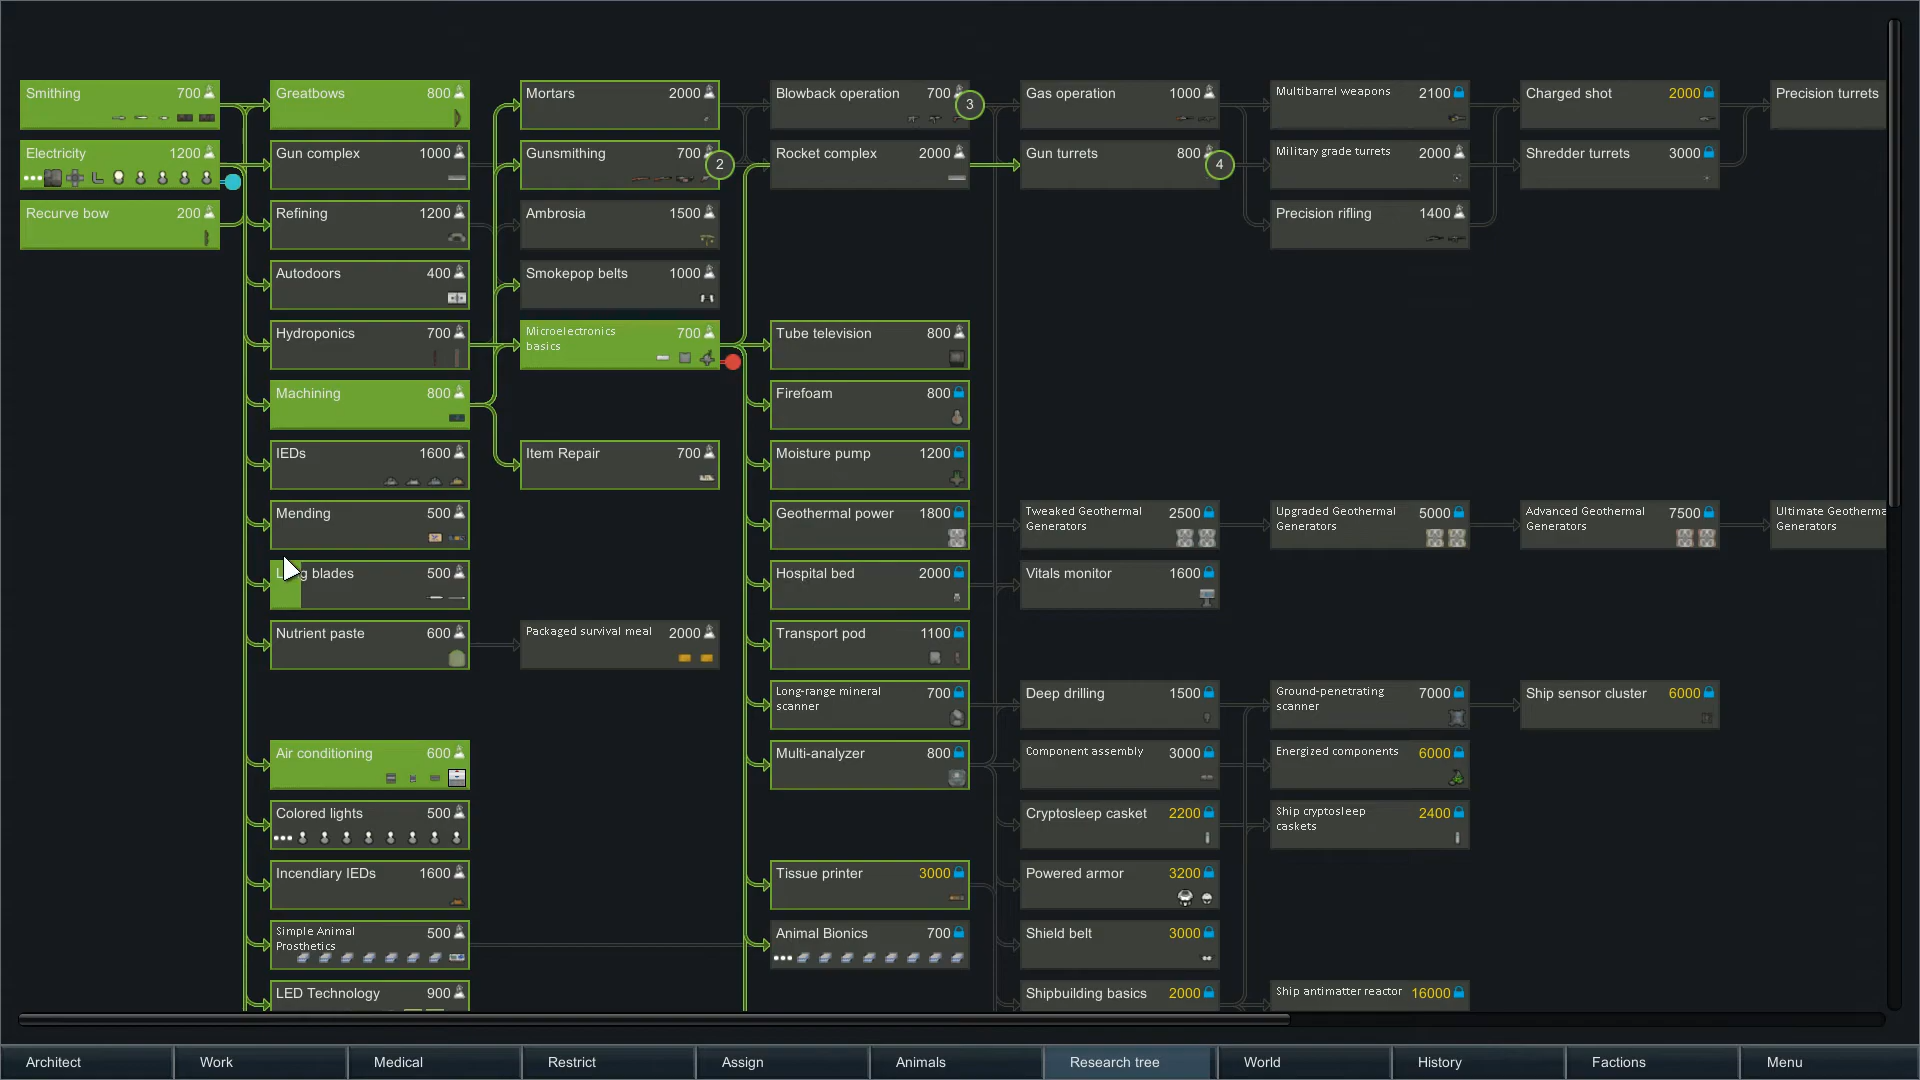 Smithing 700
Greatbows 800
Mortars 2000
Blowback operation 700
3
Gas operation 1000
Multibarrel weapons 2100
Charged shot 2000
Precision turrets
Electricity 1200
Gun complex 1000
Gunsmithing 700
2
Rocket complex 2000
Gun turrets 800
4
Military grade turrets 2000
Shredder turrets 3000
Recurve bow 200
Refining 1200
Ambrosia 1500
Precision rifling 1400
Autodoors 400
Smokepop belts 1000
Hydroponics 700
Microelectronics basics 700
Tube television 800
Machining 800
Firefoam 800
IEDs 1600
Item Repair 700
Moisture pump 1200
Mending 500
Geothermal power 1800
Tweaked Geothermal Generators 2500
Upgraded Geothermal Generators 5000
Advanced Geothermal Generators 7500
Ultimate Geotherma
Generators
blades 500
Hospital bed 2000
Vitals monitor 1600
Nutrient paste 600
Packaged survival meal 2000
Transport pod 1100
Long-range mineral scanner 700
Deep drilling 1500
Ground-penetrating scanner 7000
Ship sensor cluster 6000
Air conditioning 600
Multi-analyzer 800
Component assembly 3000
Energized components 6000
Colored lights 500
Cryptosleep casket 2200
Ship cryptosleep caskets 2400
Incendiary IEDs 1600
Tissue printer 3000
Powered armor 3200
Simple Animal Prosthetics 500
Animal Bionics 700
Shield belt 3000
LED Technology 900
Shipbuilding basics 2000
Ship antimatter reactor 16000
Architect
Work
Medical
Restrict
Assign
Animals
Research tree
World
History
Factions
Menu